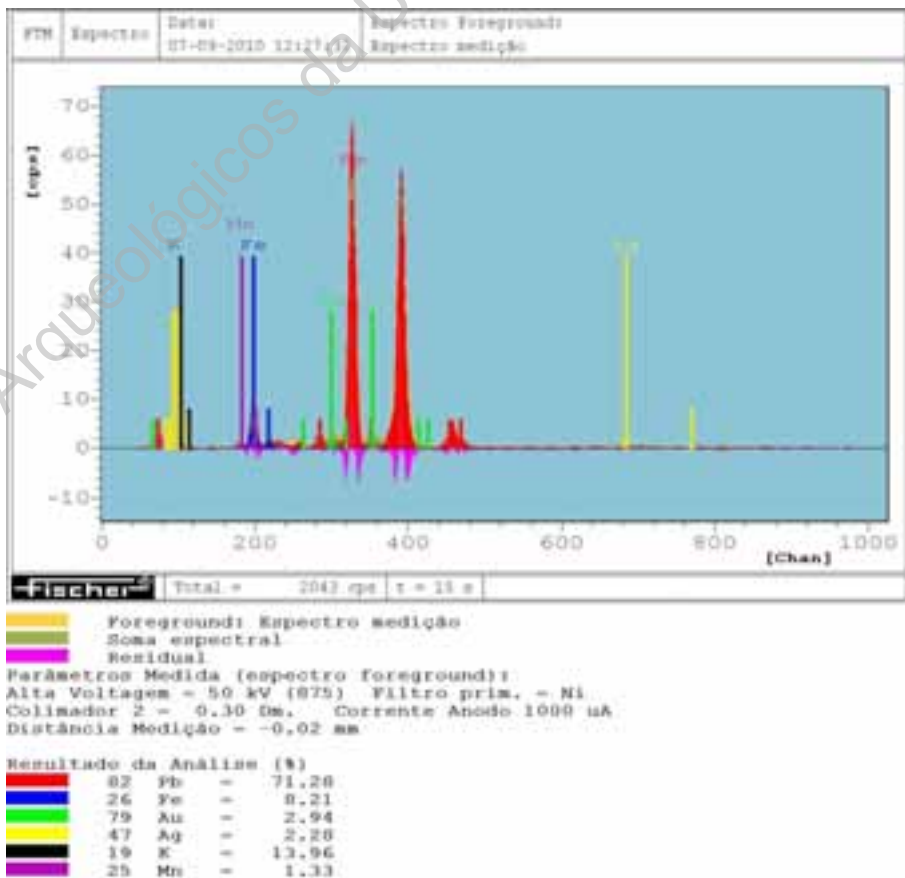 FTM Espectro Data: Espectro Foreground:
07-09-2010 Espectro medição
[cps]
70
60
50
40
30
20
10
0
-10
K
Mn
Fe
0 200 400 600 800 1000
[Chan]
Fischer Total = 2043 cps t = 15 s
Foreground: Espectro medição
Soma espectral
Residual
Parâmetros Medida (espectro foreground):
Alta Voltagem = 50 kV (875) Filtro prim. = Ni
Colimador 2 = 0.30 Dm. Corrente Anodo 1000 uA
Distância Medição = -0.02 mm
Resultado da Análise (%)
82 Pb = 71.28
26 Fe = 8.21
79 Au = 2.94
47 Ag = 2.28
19 K = 13.96
25 Mn = 1.33
Arqueológicos da